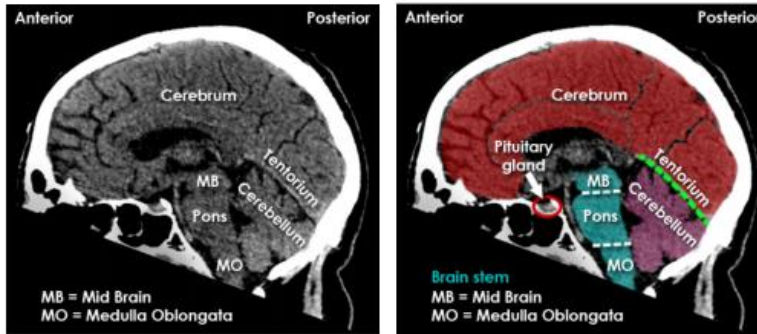 Anterior
Posterior
Cerebrum
Tentorium
MB
Cerebellum
Pons
MO
MB = Mid Brain
MO = Medulla Oblongata
Anterior
Posterior
Cerebrum
Pituitary
gland
Tentorium
MB
Cerebellum
Pons
MO
Brain stem
MB = Mid Brain
MO = Medulla Oblongata